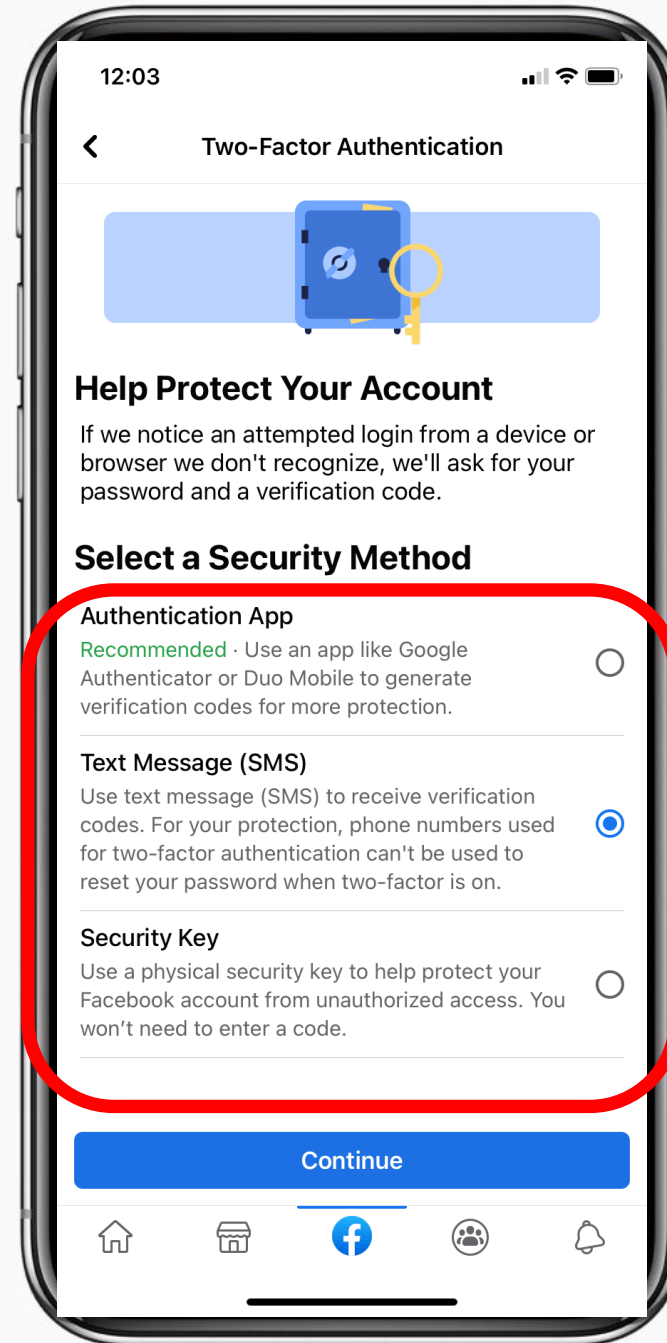 12:03
Two-Factor Authentication
Help Protect Your Account
If we notice an attempted login from a device or
browser we don't recognize, we'll ask for your
password and a verification code.
Select a Security Method
Authentication App
Recommended · Use an app like Google
Authenticator or Duo Mobile to generate
verification codes for more protection.
Text Message (SMS)
Use text message (SMS) to receive verification
codes. For your protection, phone numbers used
for two-factor authentication can't be used to
reset your password when two-factor is on.
Security Key
Use a physical security key to help protect your
Facebook account from unauthorized access. You
won’t need to enter a code.
Continue